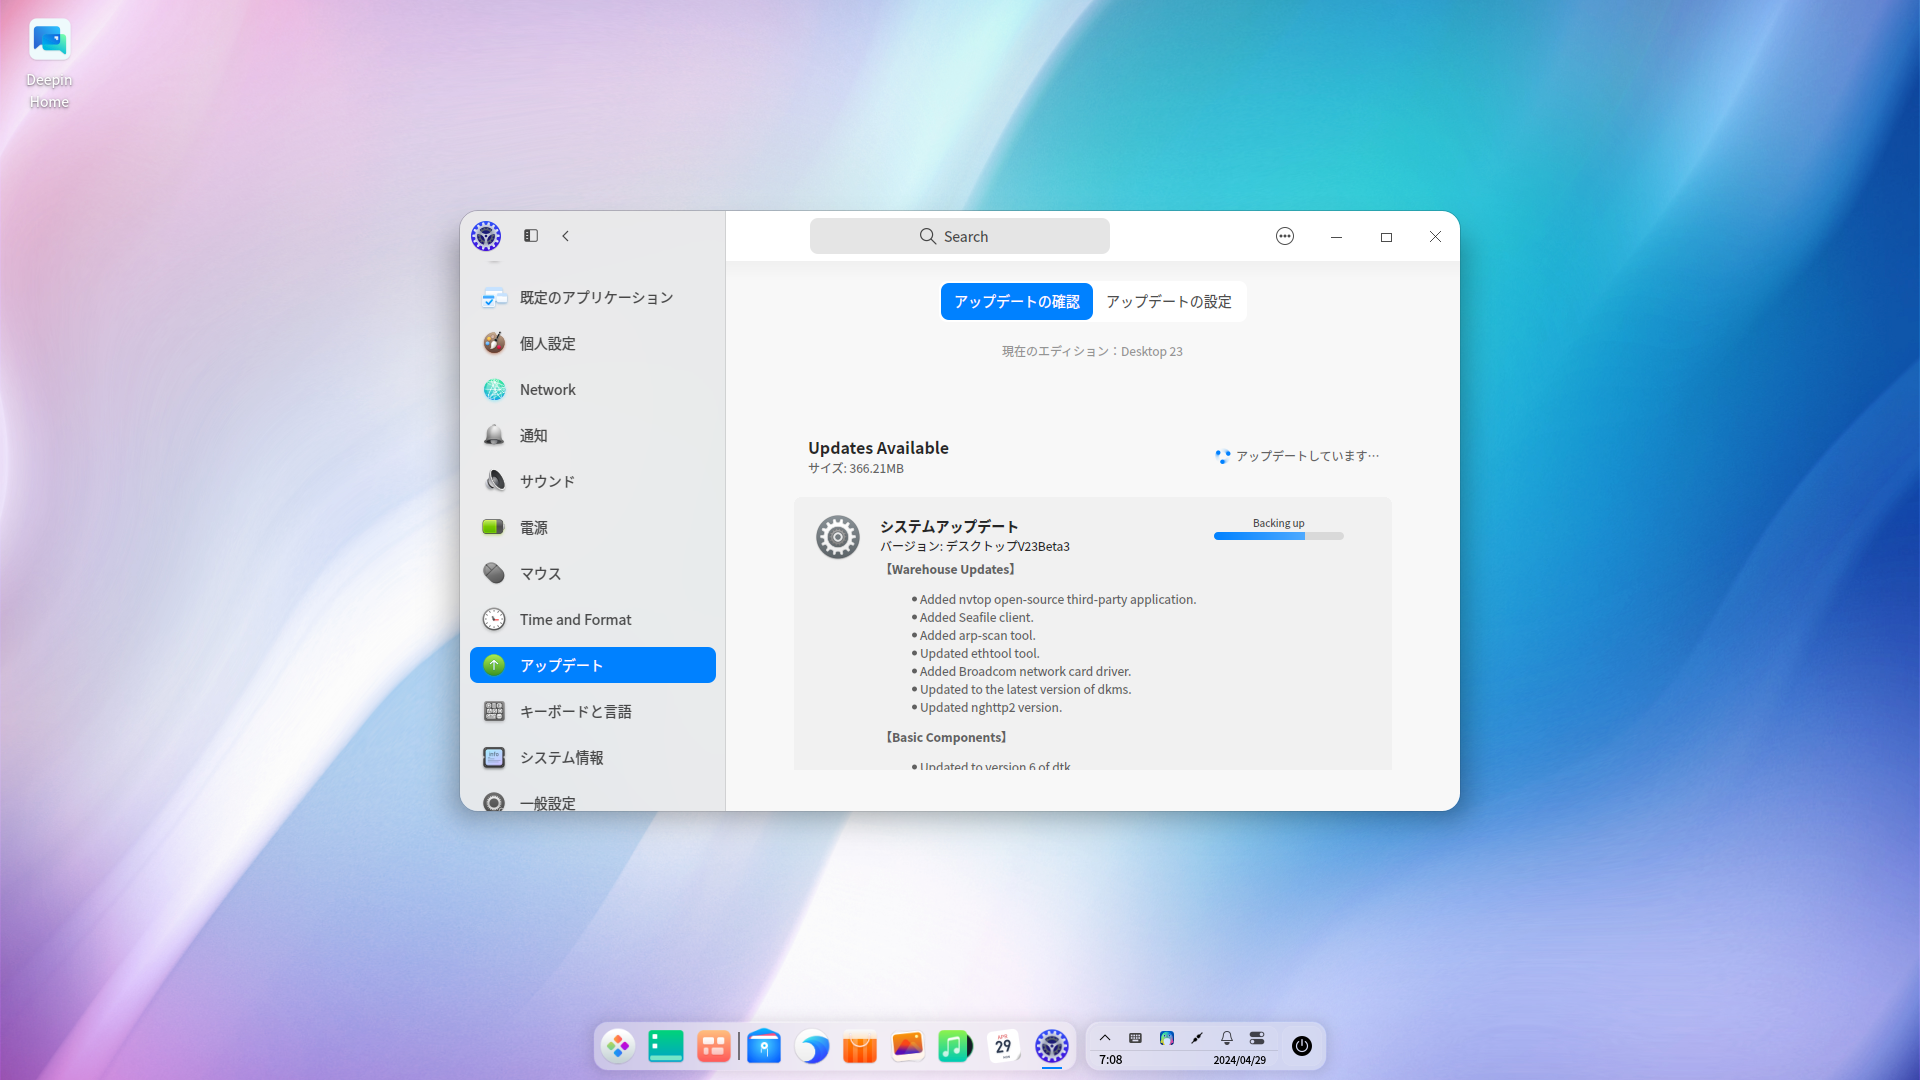 Deepin
Home
Search
既定のアプリケーション
個人設定
Network
通知
サウンド
電源
マウス
Time and Format
アップデート
キーボードと言語
システム情報
一般設定
アップデートの確認 アップデートの設定
現在のエディション：Desktop 23
Updates Available
サイズ: 366.21MB
アップデートしています…
システムアップデート
バージョン: デスクトップV23Beta3
Backing up
【Warehouse Updates】
• Added nvtop open-source third-party application.
• Added Seafile client.
• Added arp-scan tool.
• Updated ethtool tool.
• Added Broadcom network card driver.
• Updated to the latest version of dkms.
• Updated nghttp2 version.
【Basic Components】
• Updated to version 6 of dtk
29
7:08
2024/04/29